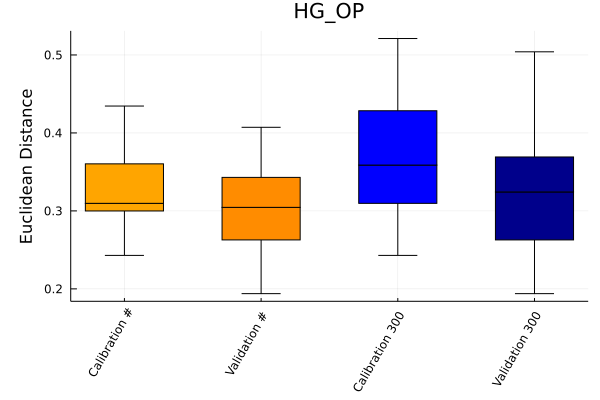 HG_OP
Euclidean Distance
0.5
0.4
0.3
0.2
Calibration #
Validation #
Calibration 300
Validation 300